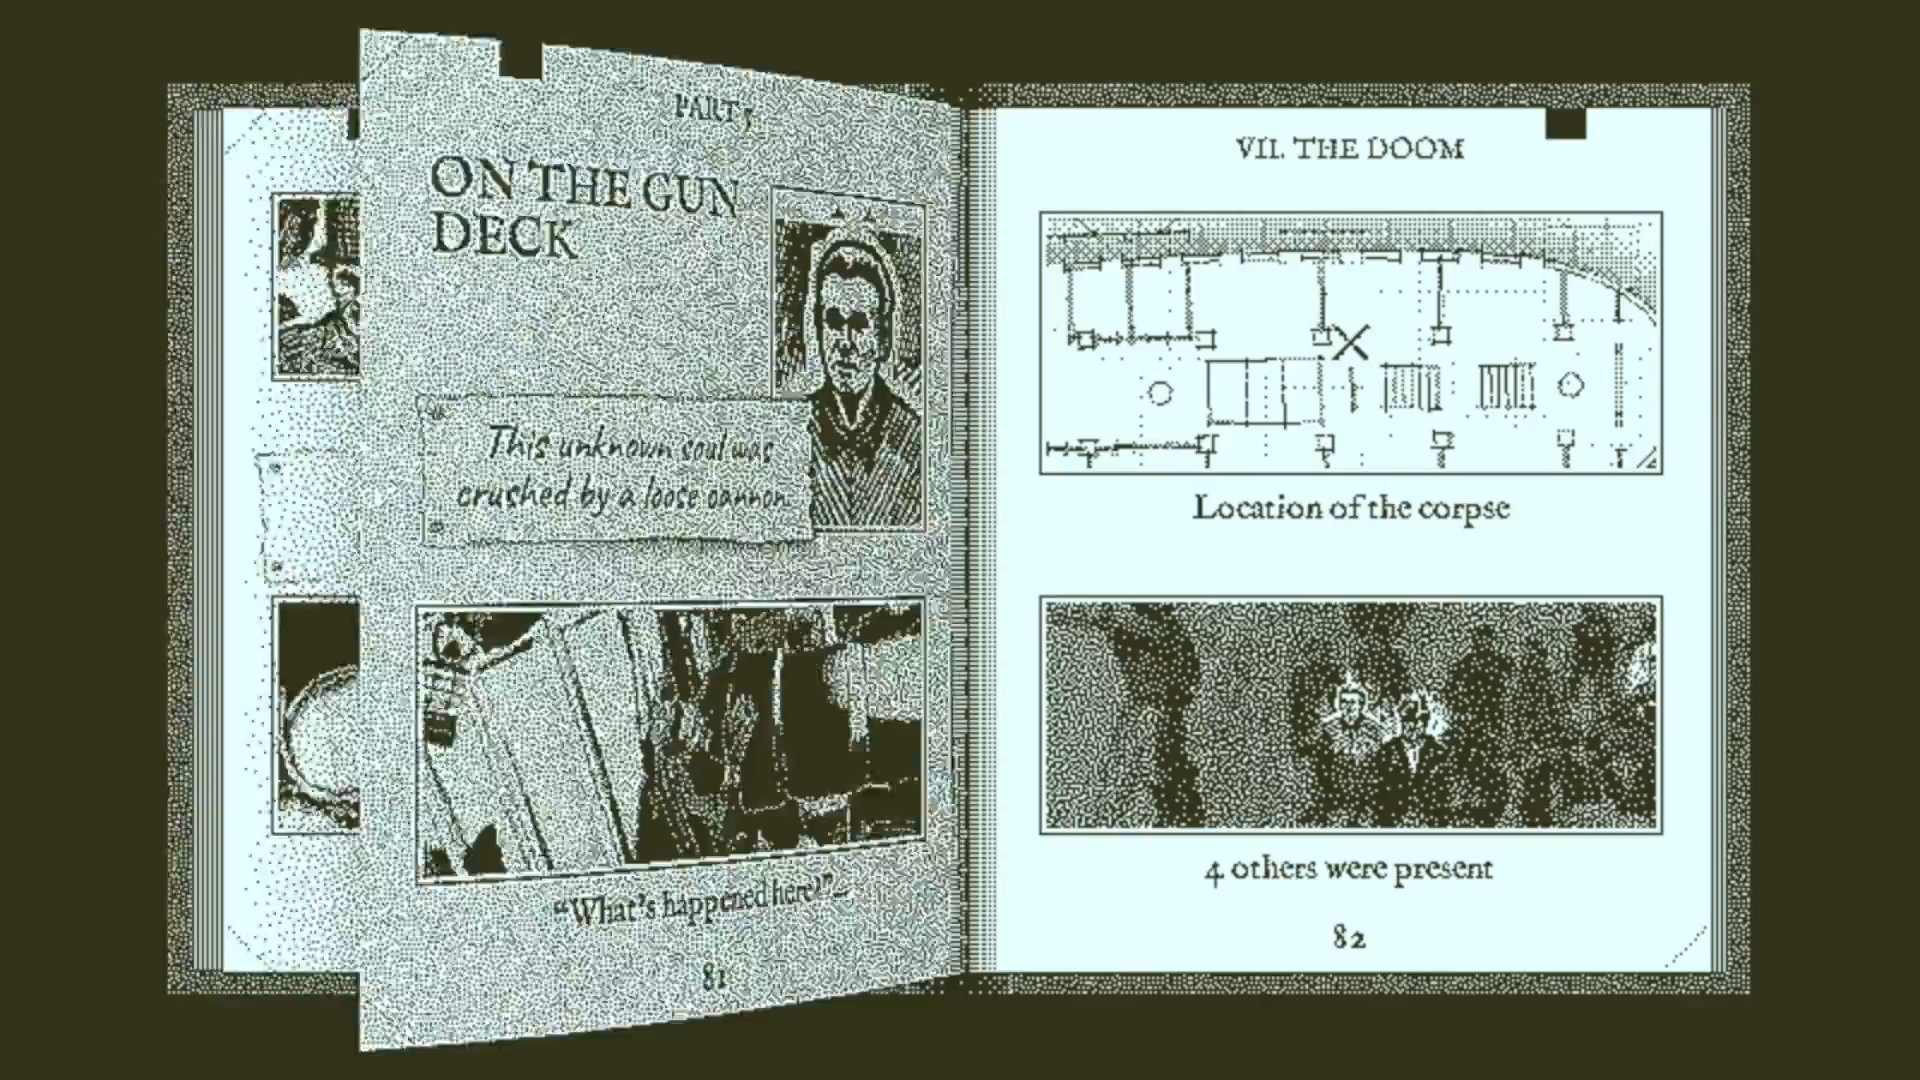 PART 5
ON THE GUN
DECK
This unknown soul was
crushed by a loose cannon.
"What's happened here?"...
81
VII. THE DOOM
Location of the corpse
4 others were present
82